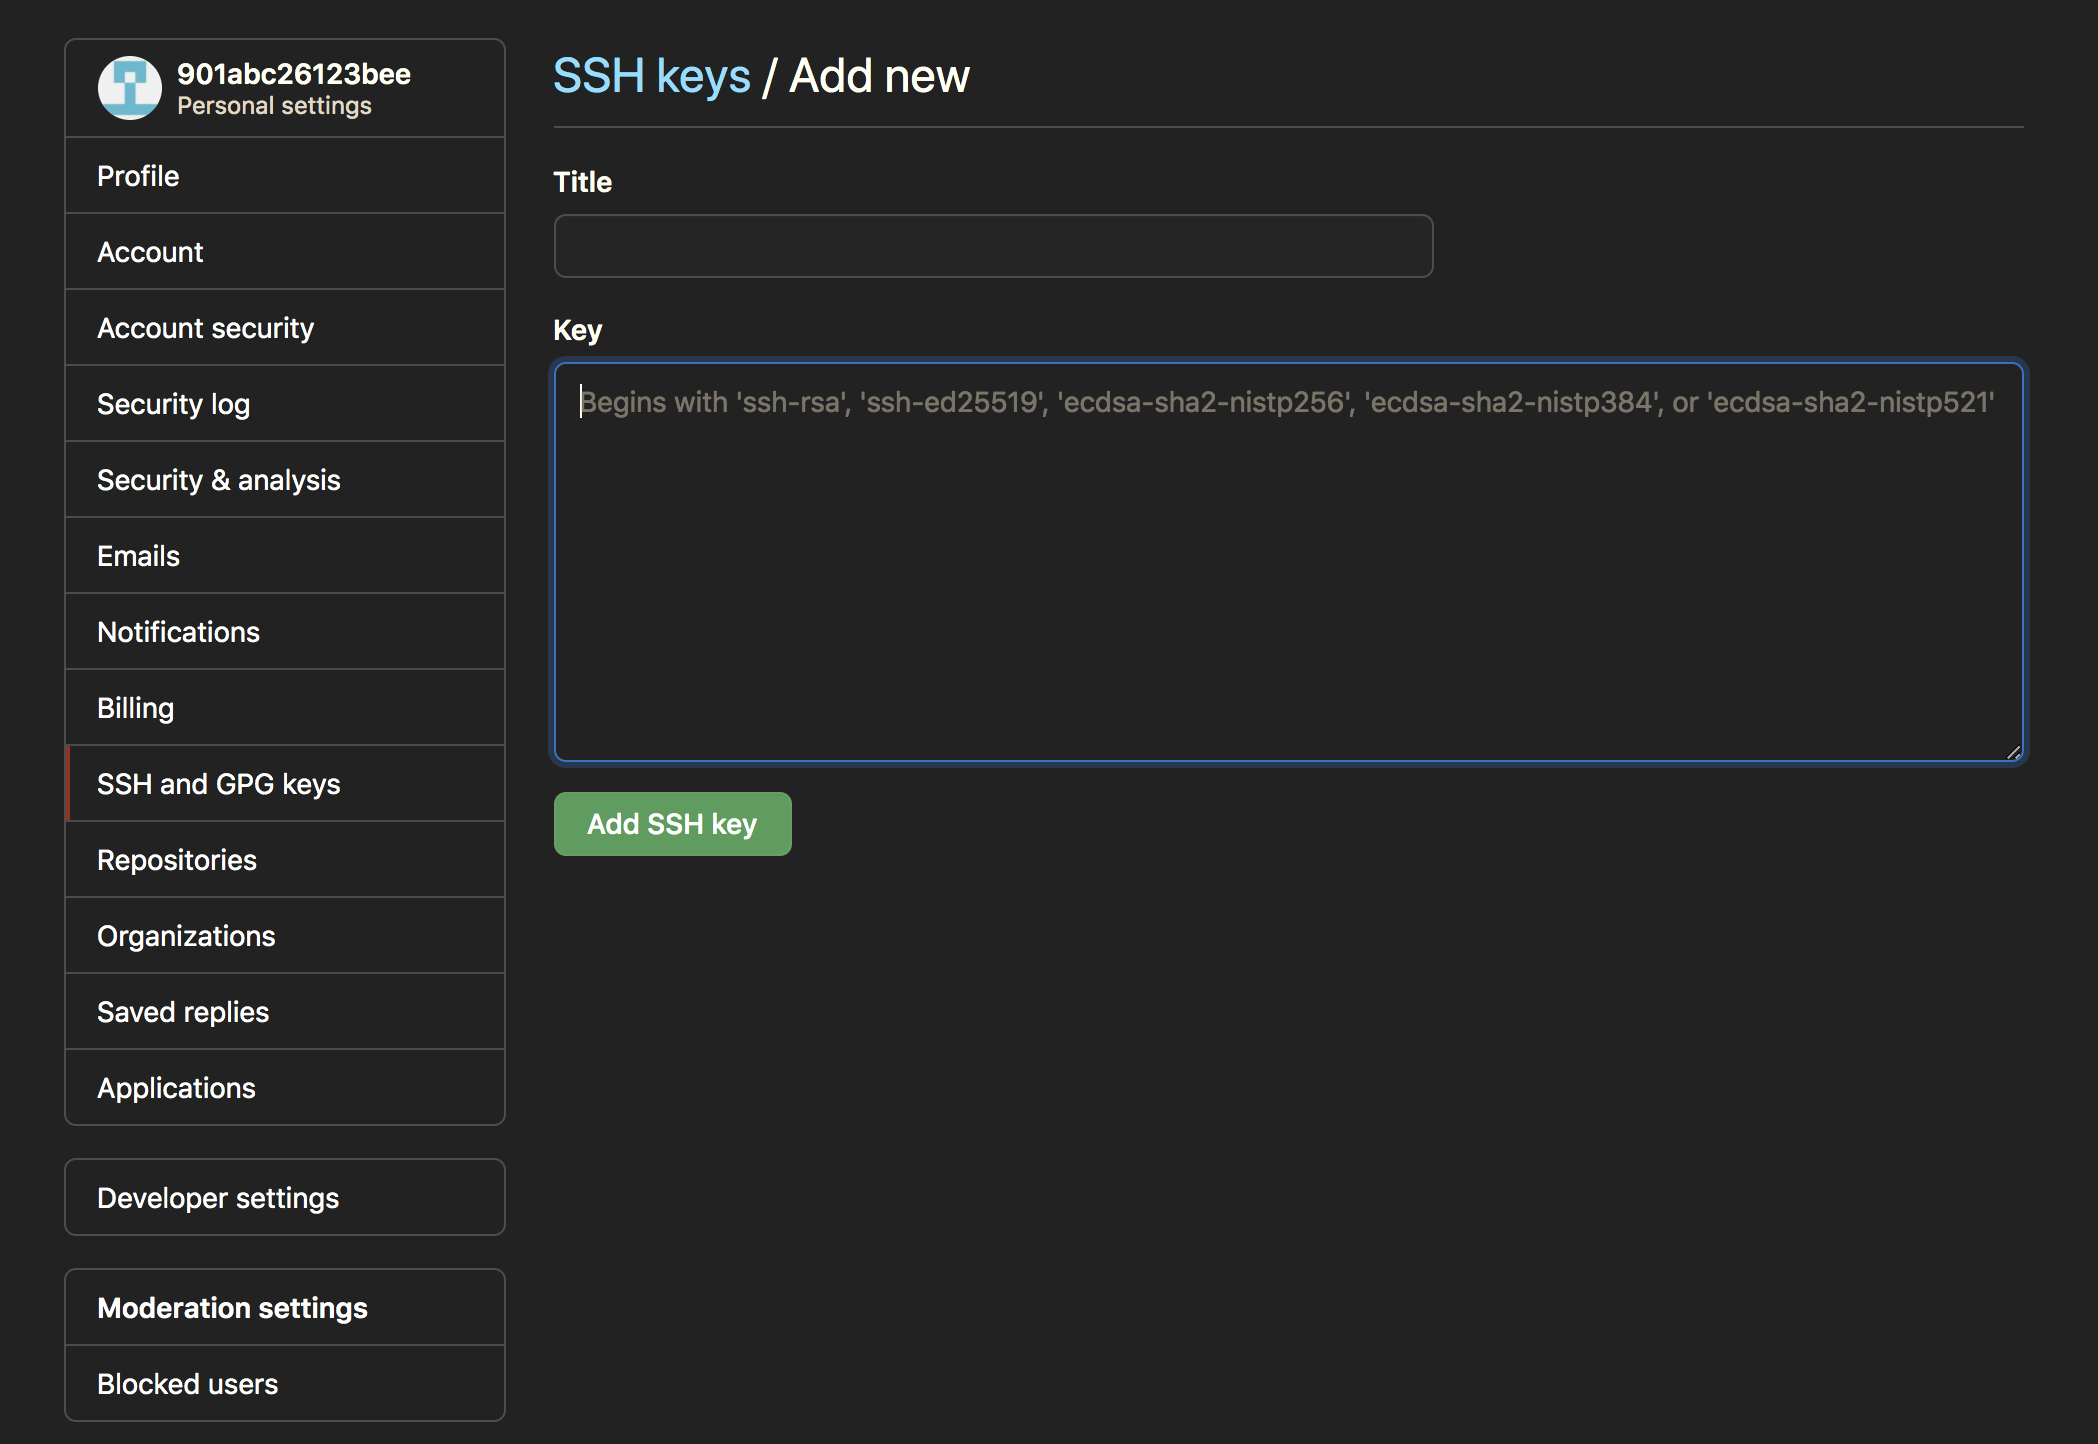 901abc26123bee
Personal settings
Profile
Account
Account security
Security log
Security & analysis
Emails
Notifications
Billing
SSH and GPG keys
Repositories
Organizations
Saved replies
Applications
Developer settings
Moderation settings
Blocked users
SSH keys / Add new
Title
Key
Begins with 'ssh-rsa', 'ssh-ed25519', 'ecdsa-sha2-nistp256', 'ecdsa-sha2-nistp384', or 'ecdsa-sha2-nistp521'
Add SSH key